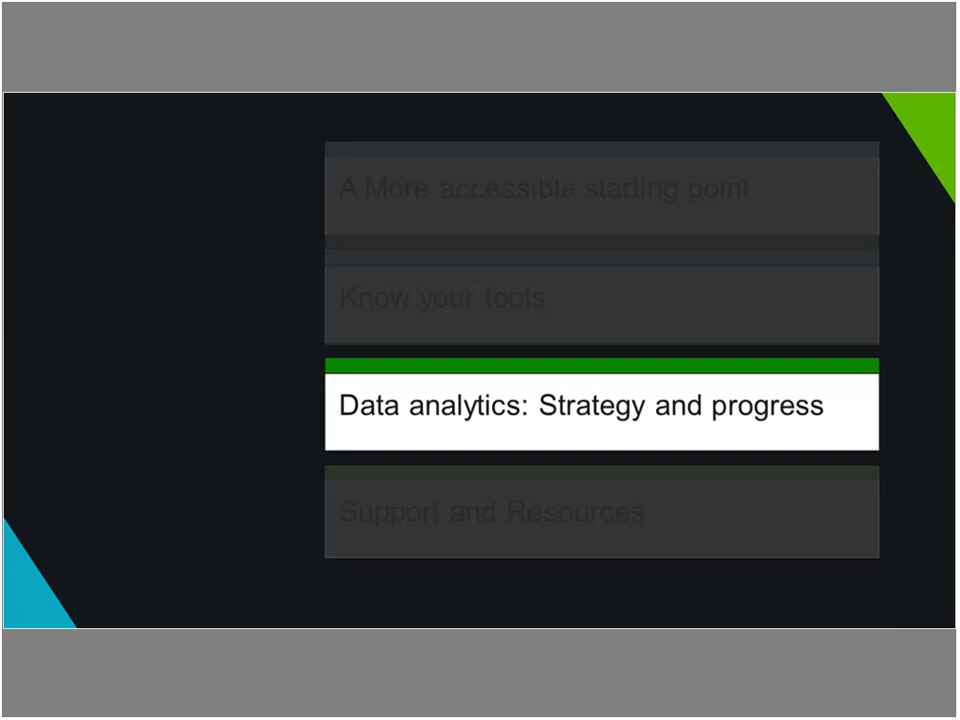 A More accessible starting point
Know your tools
Data analytics: Strategy and progress
Support and Resources